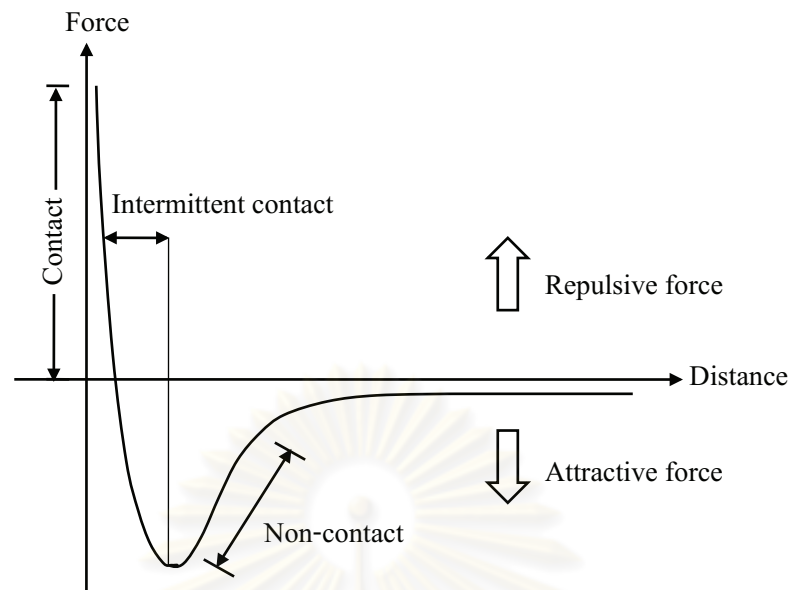 Force
Intermittent contact
Contact
Repulsive force
Distance
Attractive force
Non-contact